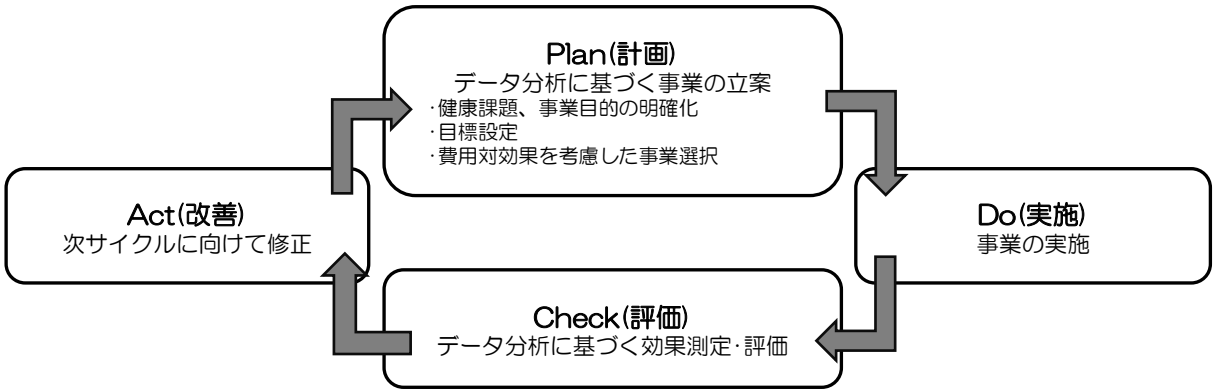 Plan(計画)
データ分析に基づく事業の立案
･健康課題、事業目的の明確化
･目標設定
･費用対効果を考慮した事業選択
Act(改善)
次サイクルに向けて修正
Do(実施)
事業の実施
Check(評価)
データ分析に基づく効果測定･評価